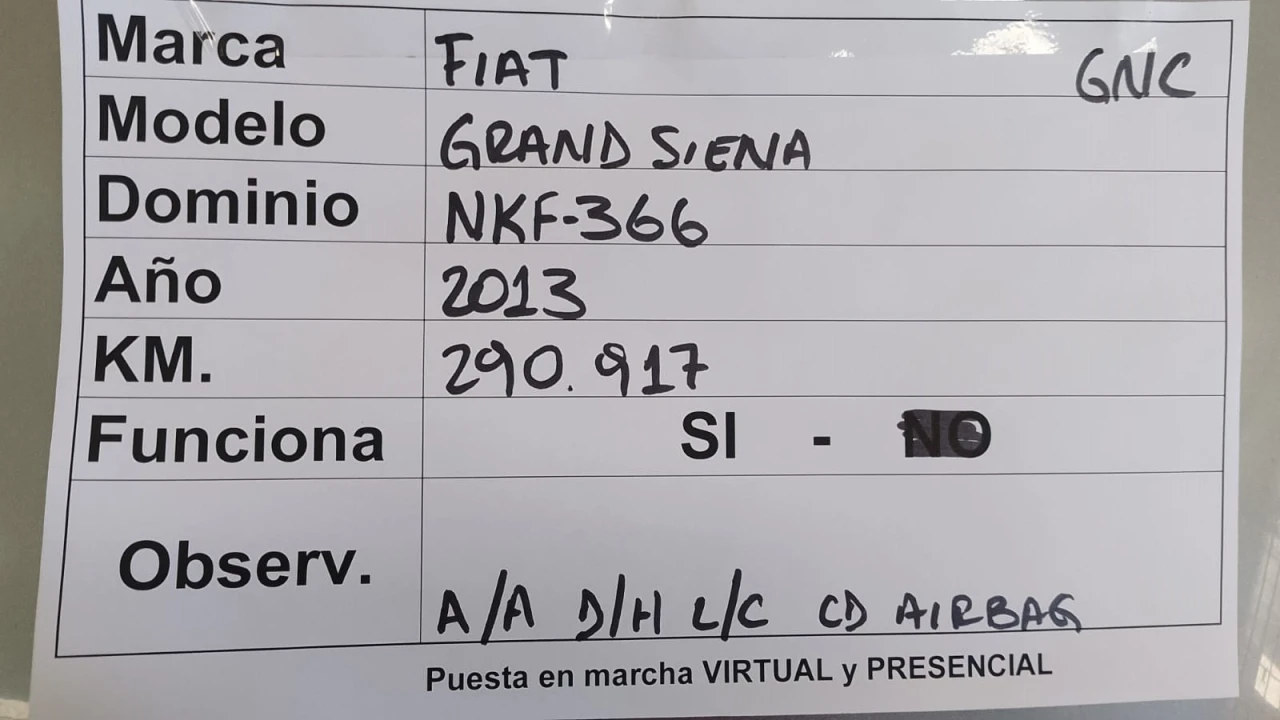 Marca FIAT GNC
Modelo GRAND SIENA
Dominio NKF-366
Año 2013
KM. 290.917
Funciona SI - NO
Observ. A/A D/H L/C CD AIRBAG
Puesta en marcha VIRTUAL y PRESENCIAL